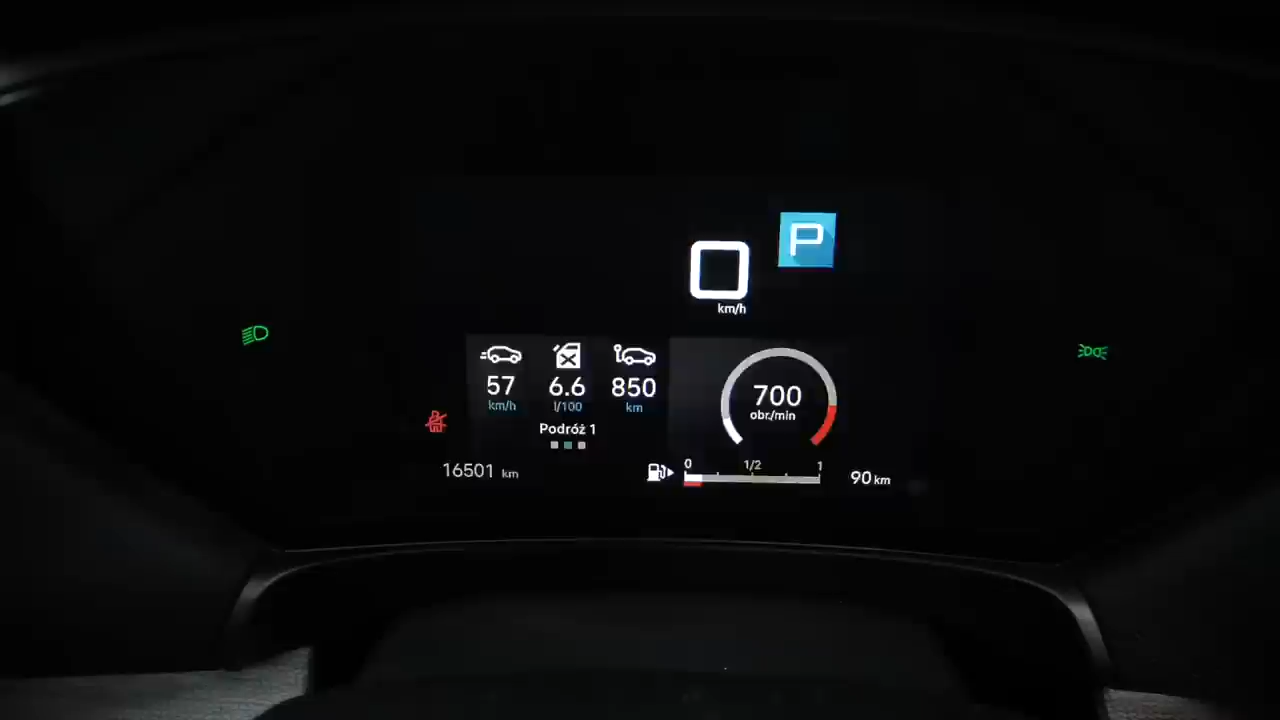 P
0
km/h
57 6.6 850
km/h l/100 km
Podróż 1
700
obr./min
16501 km
0 1/2 1
90 km